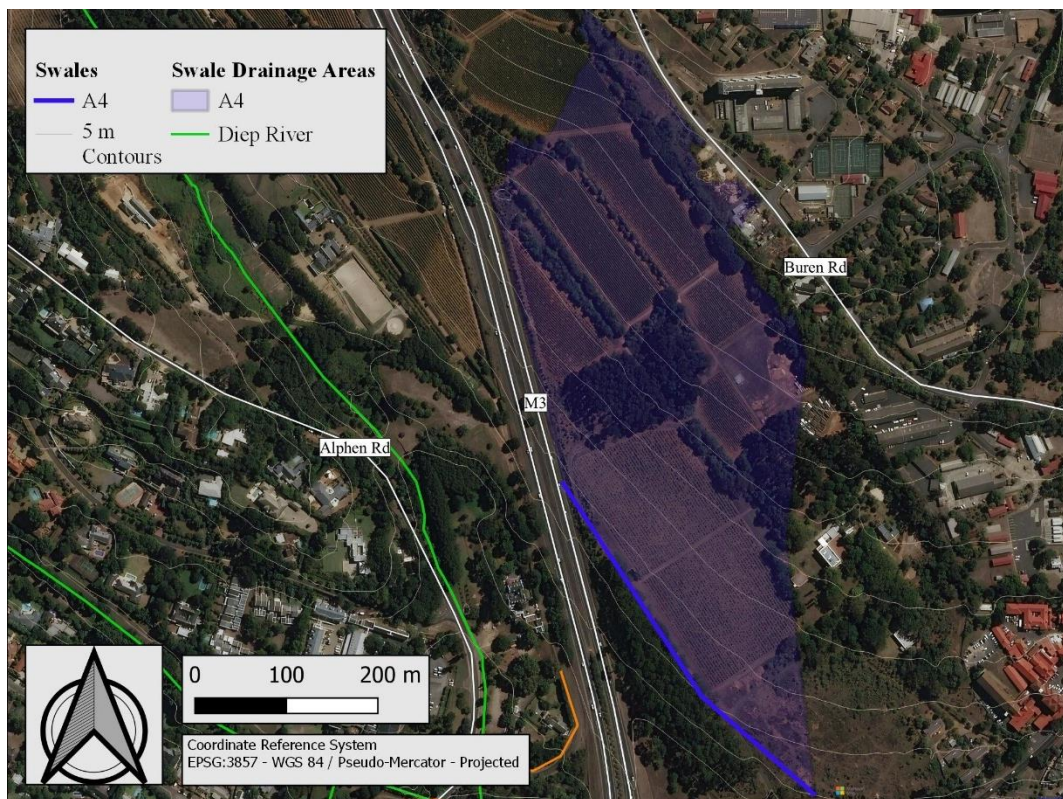 Swales
Swale Drainage Areas
A4
A4
5 m
Contours
Diep River
Buren Rd
M3
Alphen Rd
0 100 200 m
Coordinate Reference System
EPSG:3857 - WGS 84 / Pseudo-Mercator - Projected